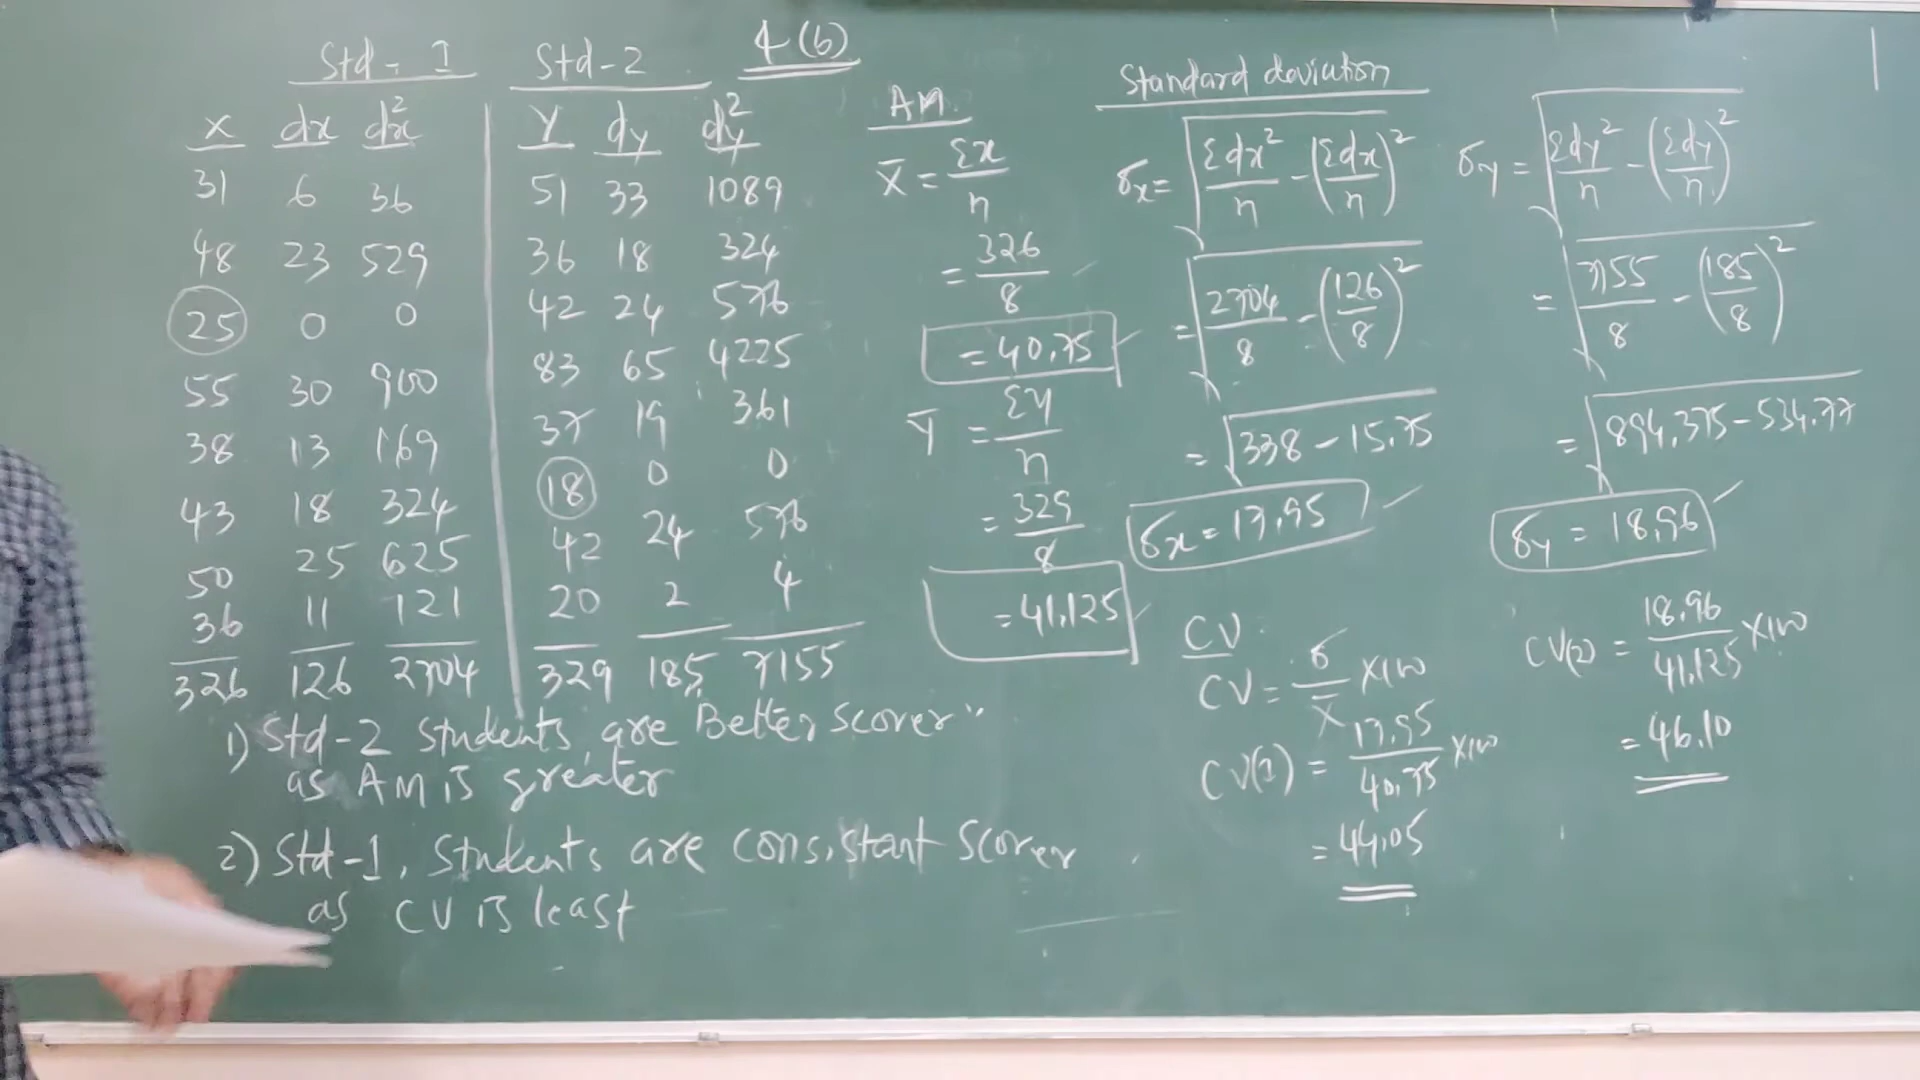 4(b)
Std-1 Std-2
x dx dx² Y dy dy²
31 6 36 51 33 1089
48 23 529 36 18 324
25 0 0 42 24 576
55 30 900 83 65 4225
38 13 169 37 19 361
43 18 324 18 0 0
50 25 625 42 24 576
36 11 121 20 2 4
326 126 2704 329 185 7155
1) Std-2 students are "Better Scorer"
as AM is greater
2) Std-1, Students are consistant Scorer
as CV is least
AM
x̄ = Σx/n
= 326/8
= 40.75
Ȳ = Σy/n
= 329/8
= 41.125
Standard deviation
σx = √(Σdx²/n - (Σdx/n)²)
= √(2704/8 - (126/8)²)
= √(338 - 15.75)
σx = 17.95
CV
CV = σ/x̄ × 100
CV(1) = 17.95/40.75 × 100
= 44.05
σy = √(Σdy²/n - (Σdy/n)²)
= √(7155/8 - (185/8)²)
= √(894.375 - 534.77)
σy = 18.96
CV(2) = 18.96/41.125 × 100
= 46.10